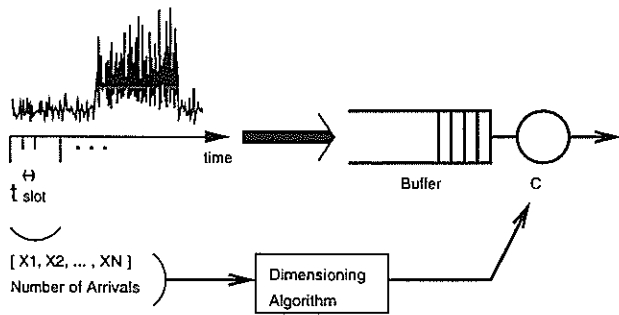 time
t slot
Buffer
C
[ X1, X2, ... , XN ]
Number of Arrivals
Dimensioning
Algorithm